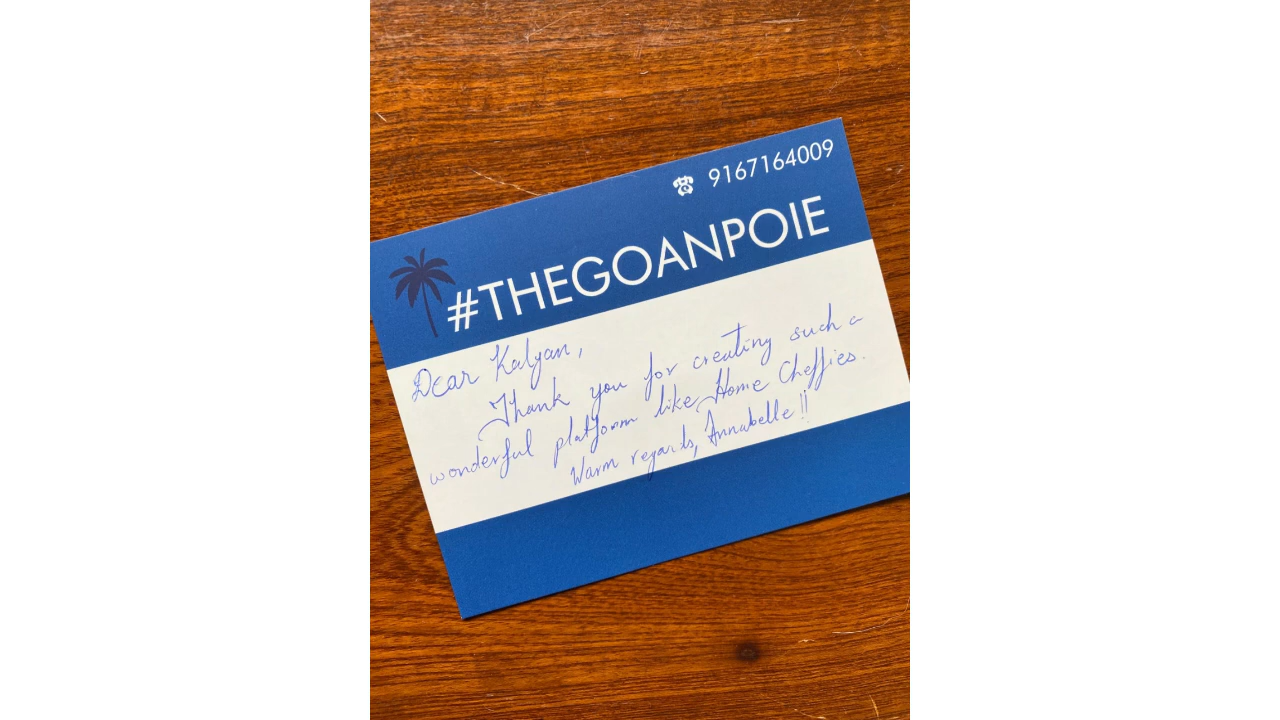 9167164009
#THEGOANPOIE
Dear Kalyan,
Thank you for creating such a
wonderful platform like Home Cheffies.
Warm regards, Annabelle!!